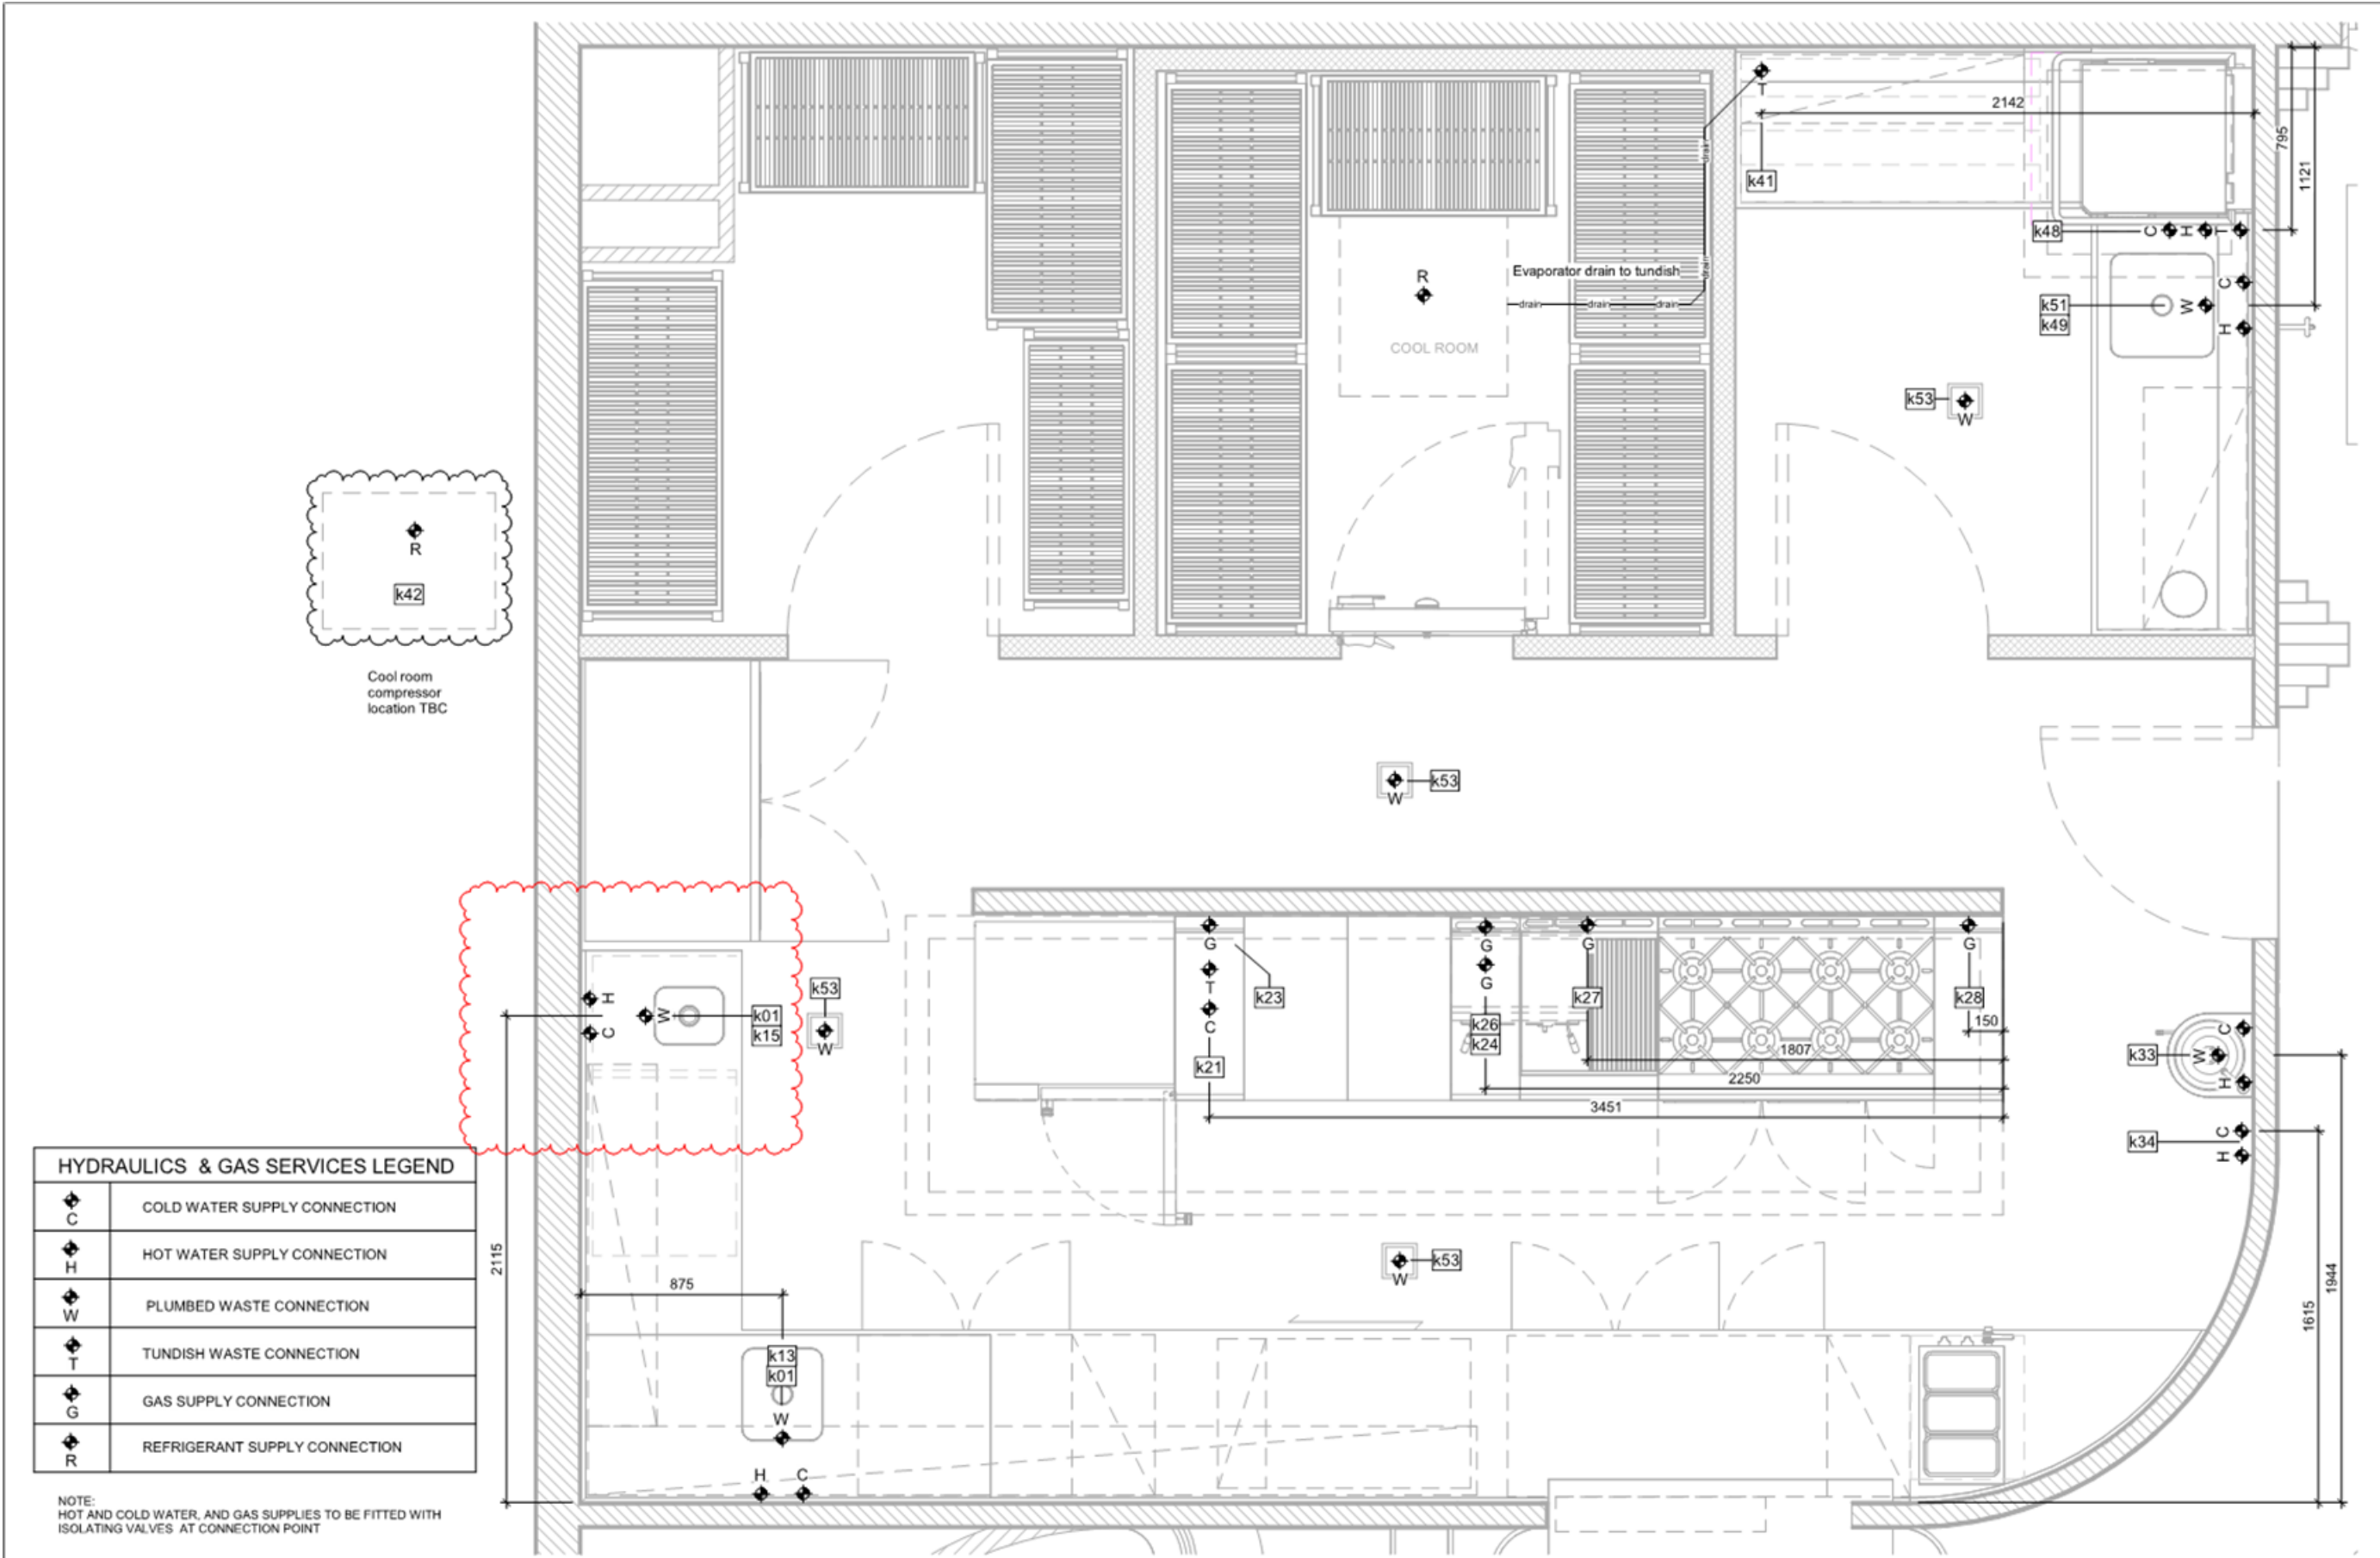 T
2142
795
1121
k41
k48
C
H
T
R
Evaporator drain to tundish
drain
drain
drain
drain
drain
COOL ROOM
C
k51
W
k49
H
k53
W
R
k42
Cool room
compressor
location TBC
k53
W
H
k01
W
k15
C
k53
W
G
T
C
k23
k21
G
G
k26
k24
G
k27
G
k28
150
1807
2250
3451
C
k33
W
H
k34
C
H
HYDRAULICS & GAS SERVICES LEGEND
C
COLD WATER SUPPLY CONNECTION
H
HOT WATER SUPPLY CONNECTION
W
PLUMBED WASTE CONNECTION
T
TUNDISH WASTE CONNECTION
G
GAS SUPPLY CONNECTION
R
REFRIGERANT SUPPLY CONNECTION
NOTE:
HOT AND COLD WATER, AND GAS SUPPLIES TO BE FITTED WITH
ISOLATING VALVES AT CONNECTION POINT
2115
875
k13
k01
W
H C
k53
W
1615
1944